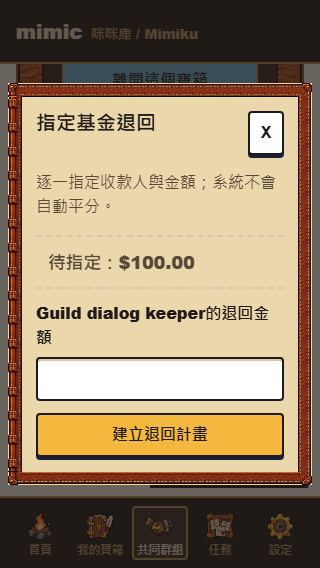 mimic 咪咪庫 / Mimiku
離開這個寶箱
指定基金退回
X
逐一指定收款人與金額；系統不會
自動平分。
待指定：$100.00
Guild dialog keeper的退回金
額
建立退回計畫
首頁 我的寶箱 共同群組 任務 設定